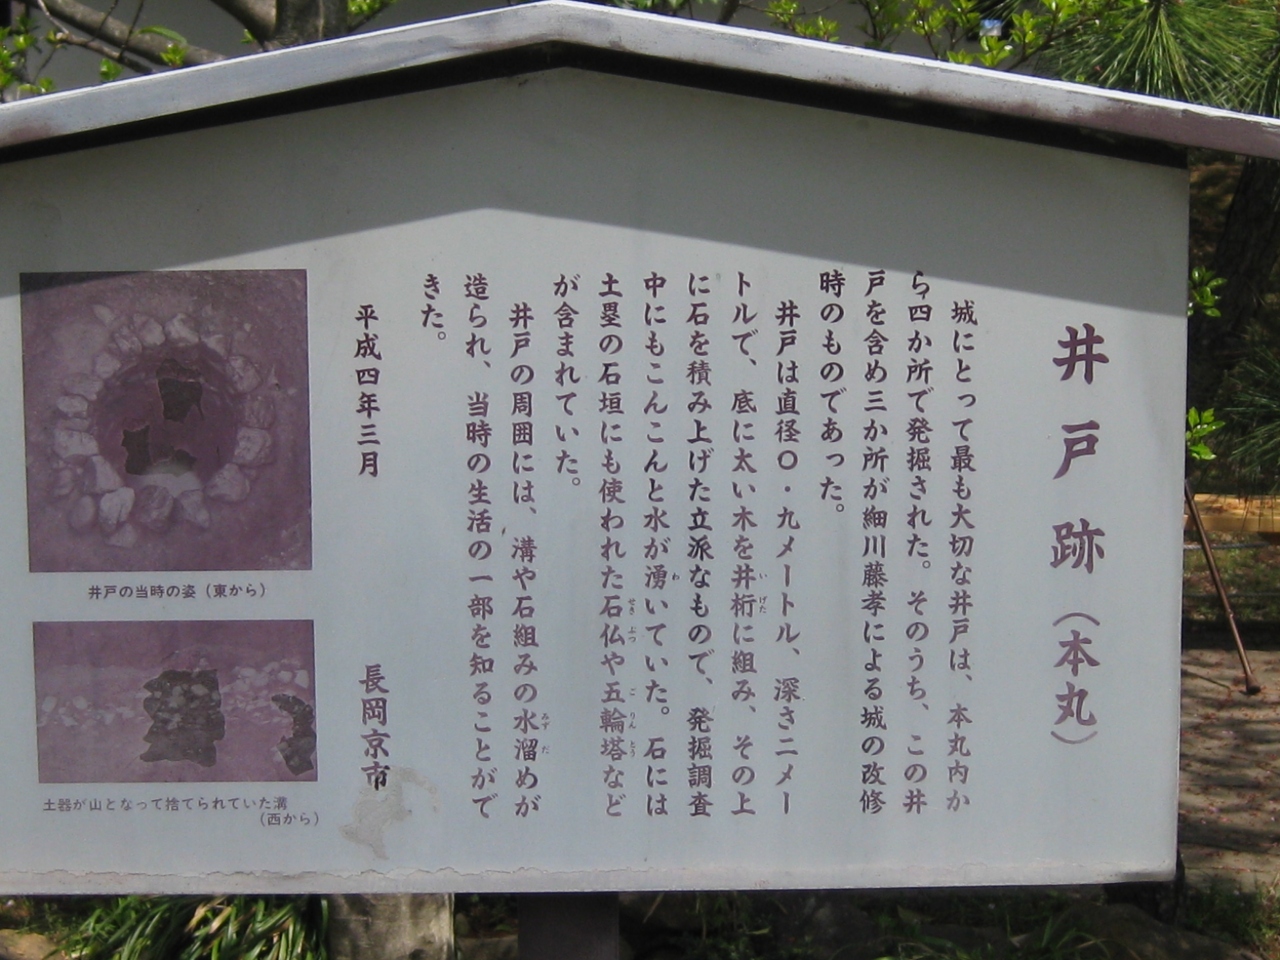 井戸跡（本丸）
城にとって最も大切な井戸は、本丸内か
ら四か所で発掘された。そのうち、この井
戸を含め三か所が細川藤孝による城の改修
時のものであった。
井戸は直径〇・九メートル、深さ二メー
トルで、底に太い木を井桁に組み、その上
に石を積み上げた立派なもので、発掘調査
中にもこんこんと水が湧いていた。石には
土塁の石垣にも使われた石仏や五輪塔など
が含まれていた。
井戸の周囲には、溝や石組みの水溜めが
造られ、当時の生活の一部を知ることがで
きた。
平成四年三月
長岡京市
井戸の当時の姿（東から）
土器が山となって捨てられていた溝
（西から）